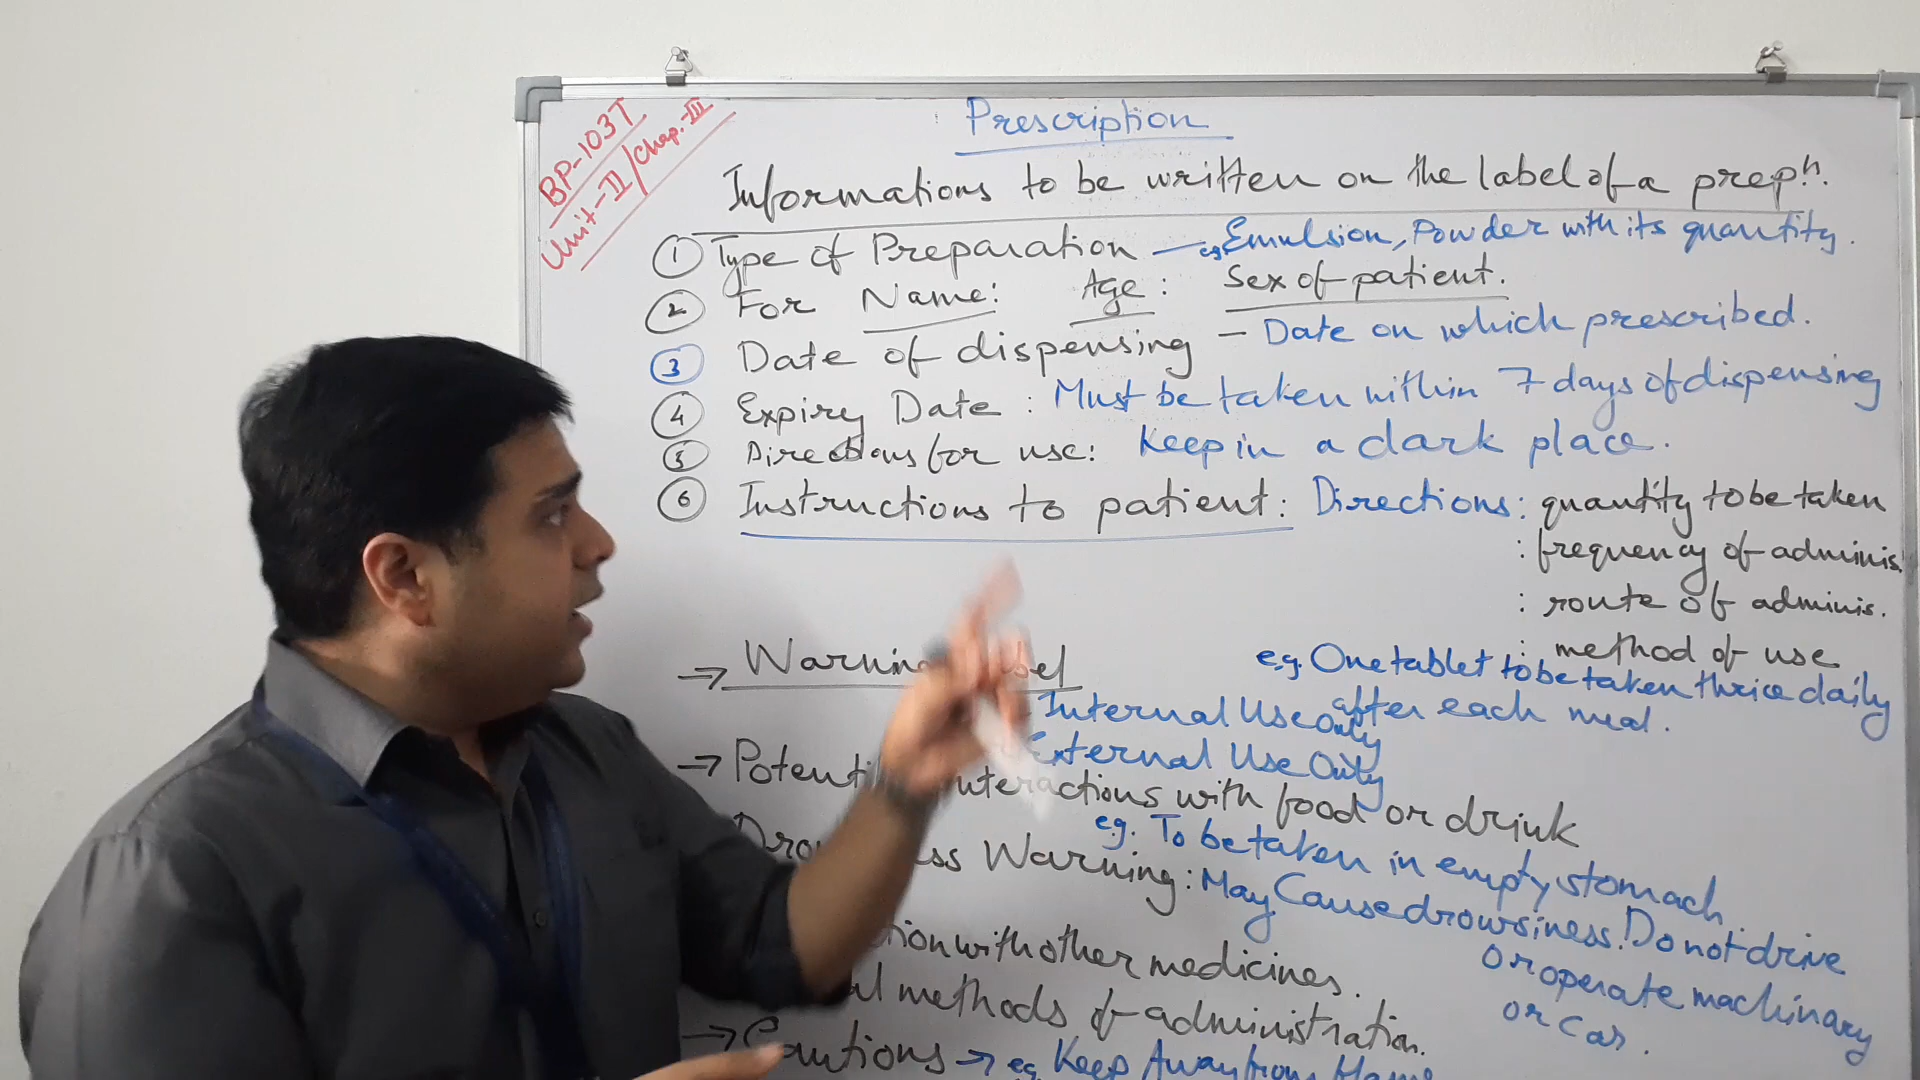 BP-103T
Unit-II/Chap.-III
Prescription
Informations to be written on the label of a prepⁿ.
① Type of Preparation — eg. Emulsion, Powder with its quantity.
② For Name: Age: Sex of patient.
③ Date of dispensing – Date on which prescribed.
④ Expiry Date: Must be taken within 7 days of dispensing
⑤ Directions for use: Keep in a dark place.
⑥ Instructions to patient: Directions: quantity to be taken
: frequency of adminis.
: route of adminis.
: method of use
e.g. One tablet to be taken thrice daily
after each meal.
→ Warning
Internal Use Only
External Use Only
→ with food or drink
e.g. To be taken in empty stomach.
Warning: May Cause drowsiness. Do not drive
or operate machinary
or Car.
with other medicines.
methods of administration.
→ Cautions → eg. Keep Away from